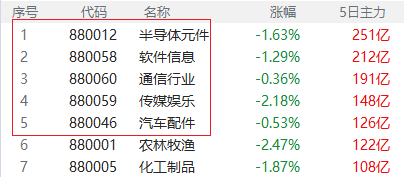 序号 代码 名称 涨幅 5日主力
1 880012 半导体元件 -1.63% 251亿
2 880058 软件信息 -1.29% 212亿
3 880060 通信行业 -0.36% 191亿
4 880059 传媒娱乐 -2.18% 148亿
5 880046 汽车配件 -0.53% 126亿
6 880001 农林牧渔 -2.47% 122亿
7 880005 化工制品 -1.87% 108亿